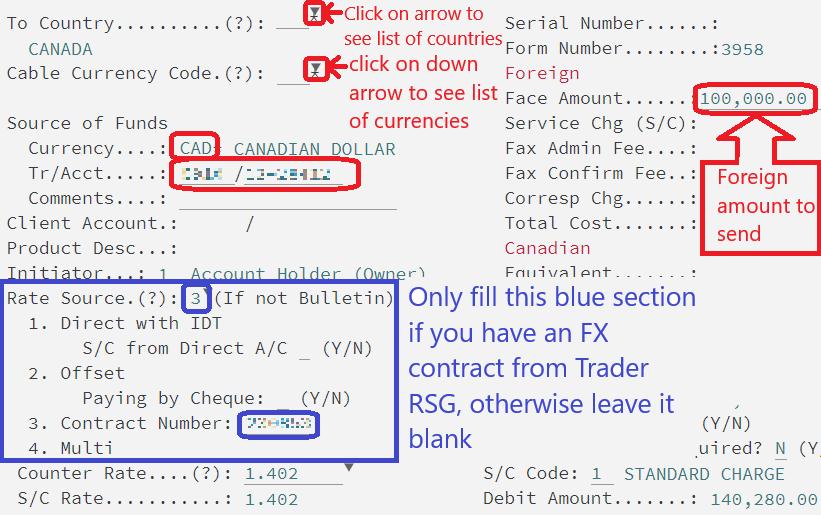 To Country..........(?): ____
CANADA
Cable Currency Code.(?): ___
Click on arrow to
see list of countries
click on down
arrow to see list
of currencies
Source of Funds
Currency....: CAD= CANADIAN DOLLAR
Tr/Acct.....: /
Comments....:
Client Account.: /
Product Desc...:
Initiator...: 1 Account Holder (Owner)
Rate Source.(?): 3 (If not Bulletin)
1. Direct with IDT
S/C from Direct A/C _ (Y/N)
2. Offset
Paying by Cheque: _ (Y/N)
3. Contract Number:
4. Multi
Counter Rate....(?): 1.402
S/C Rate...........: 1.402
Serial Number......:
Form Number........:3958
Foreign
Face Amount......:100,000.00
Service Chg (S/C):
Fax Admin Fee....:
Fax Confirm Fee..:
Corresp Chg......:
Total Cost.......:
Canadian
Equivalent.......:
Foreign
amount to
send
Only fill this blue section
if you have an FX
contract from Trader
RSG, otherwise leave it
blank
(Y/N)
uired? N (Y/
S/C Code: 1 STANDARD CHARGE
Debit Amount.......: 140,280.00